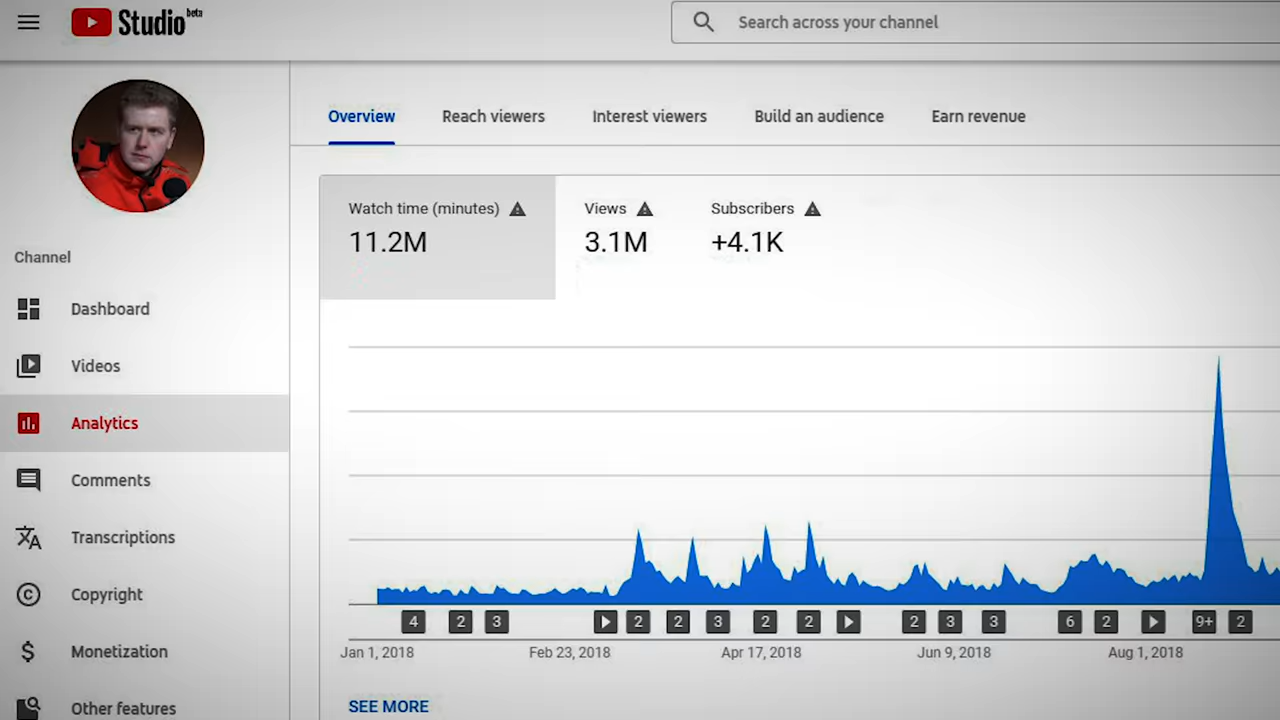 Studio beta
Search across your channel
Overview Reach viewers Interest viewers Build an audience Earn revenue
Watch time (minutes) Views Subscribers
11.2M 3.1M +4.1K
Channel
Dashboard
Videos
Analytics
Comments
Transcriptions
Copyright
Monetization
Other features
4 2 3 2 2 3 2 2 2 3 3 6 2 9+ 2
Jan 1, 2018 Feb 23, 2018 Apr 17, 2018 Jun 9, 2018 Aug 1, 2018
SEE MORE